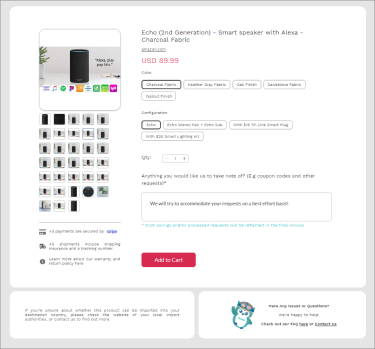 Echo (2nd Generation) - Smart speaker with Alexa -
Charcoal Fabric
amazon.com
USD 89.99
Color:
Charcoal Fabric
Heather Gray Fabric
Oak Finish
Sandstone Fabric
Walnut Finish
Configuration:
Echo
Echo Stereo Pair + Echo Sub
With $15 TP-Link Smart Plug
With $20 Smart Lighting Kit
Qty:
1
Anything you would like us to take note of? (E.g coupon codes and other
requests)*
We will try to accommodate your requests on a best effort basis!
* Cost savings and/or processed requests will be reflected in the final invoice
Add to Cart
"Alexa, play
pop hits."
All payments are secured by stripe
All shipments include shipping
insurance and a tracking number.
Learn more about our warranty and
return policy here.
If you're unsure about whether this product can be imported into your
destination country, please check the website of your local import
authorities, or contact us to find out more.
Have Any Issues or Questions?
We're happy to help!
Check out our FAQ here or Contact Us